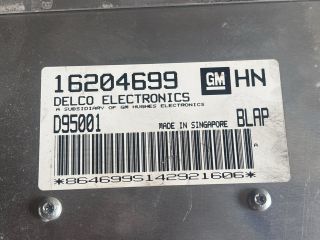 16204699 GM HN
DELCO ELECTRONICS
A SUBSIDIARY OF GM HUGHES ELECTRONICS
D95001 MADE IN SINGAPORE BLAP
A
*864699S142921606*